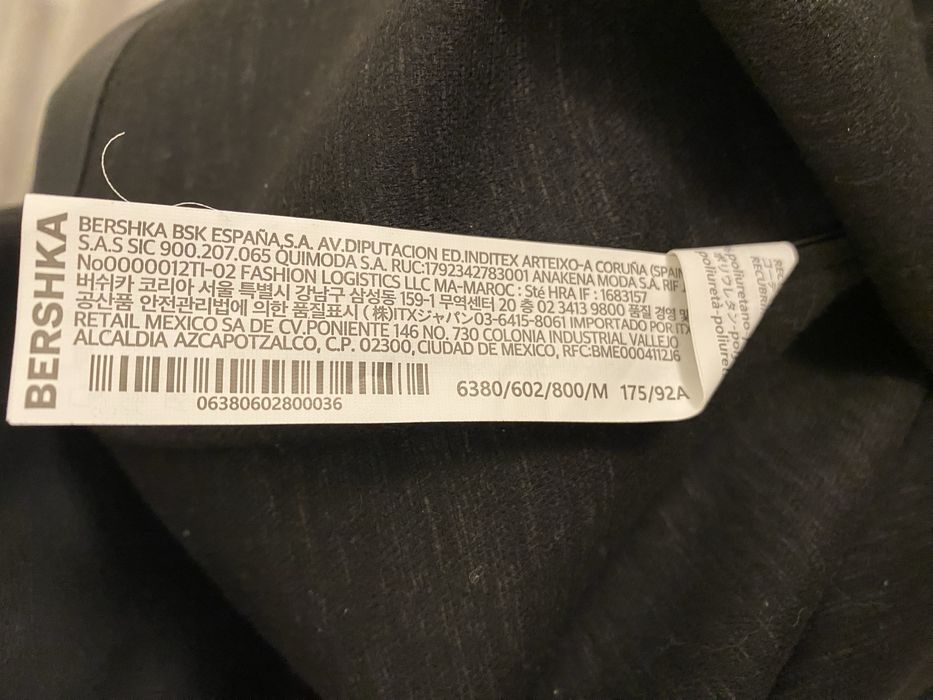 BERSHKA
BERSHKA BSK ESPAÑA,S.A. AV.DIPUTACION ED.INDITEX ARTEIXO-A CORUÑA (SPAIN
S.A.S SIC 900.207.065 QUIMODA S.A. RUC:1792342783001 ANAKENA MODA S.A. RIF
No0000012TI-02 FASHION LOGISTICS LLC MA-MAROC : Sté HRA IF : 1683157
버쉬카 코리아 서울 특별시 강남구 삼성동 159-1 무역센터 20 층 02 3413 9800 품질 경영 및
공산품 안전관리법에 의한 품질표시 (株)ITXジャパン03-6415-8061 IMPORTADO POR ITX
RETAIL MEXICO SA DE CV.PONIENTE 146 NO. 730 COLONIA INDUSTRIAL VALLEJO
ALCALDIA AZCAPOTZALCO, C.P. 02300,CIUDAD DE MEXICO, RFC:BME0004112J6
06380602800036
6380/602/800/M 175/92A